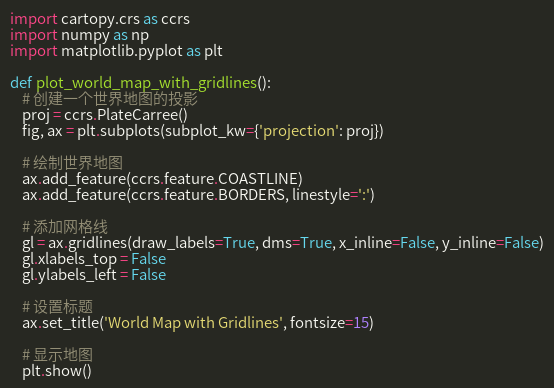 import cartopy.crs as ccrs
import numpy as np
import matplotlib.pyplot as plt

def plot_world_map_with_gridlines():
    # 创建一个世界地图的投影
    proj = ccrs.PlateCarree()
    fig, ax = plt.subplots(subplot_kw={'projection': proj})

    # 绘制世界地图
    ax.add_feature(ccrs.feature.COASTLINE)
    ax.add_feature(ccrs.feature.BORDERS, linestyle=':')

    # 添加网格线
    gl = ax.gridlines(draw_labels=True, dms=True, x_inline=False, y_inline=False)
    gl.xlabels_top = False
    gl.ylabels_left = False

    # 设置标题
    ax.set_title('World Map with Gridlines', fontsize=15)

    # 显示地图
    plt.show()